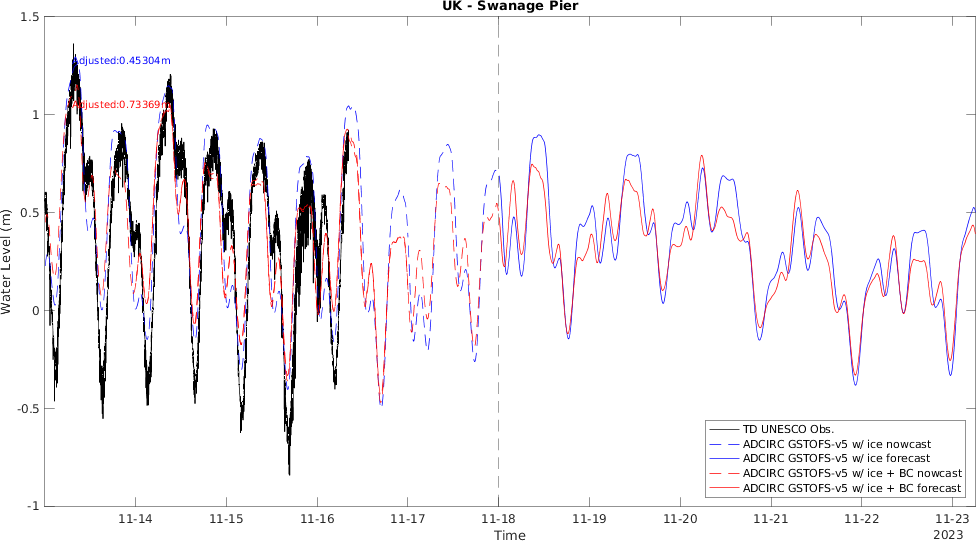 UK - Swanage Pier
1.5
1
0.5
0
-0.5
-1
Water Level (m)
Adjusted:0.45304m
Adjusted:0.73369m
TD UNESCO Obs.
ADCIRC GSTOFS-v5 w/ ice nowcast
ADCIRC GSTOFS-v5 w/ ice forecast
ADCIRC GSTOFS-v5 w/ ice + BC nowcast
ADCIRC GSTOFS-v5 w/ ice + BC forecast
11-14 11-15 11-16 11-17 11-18 11-19 11-20 11-21 11-22 11-23
Time
2023